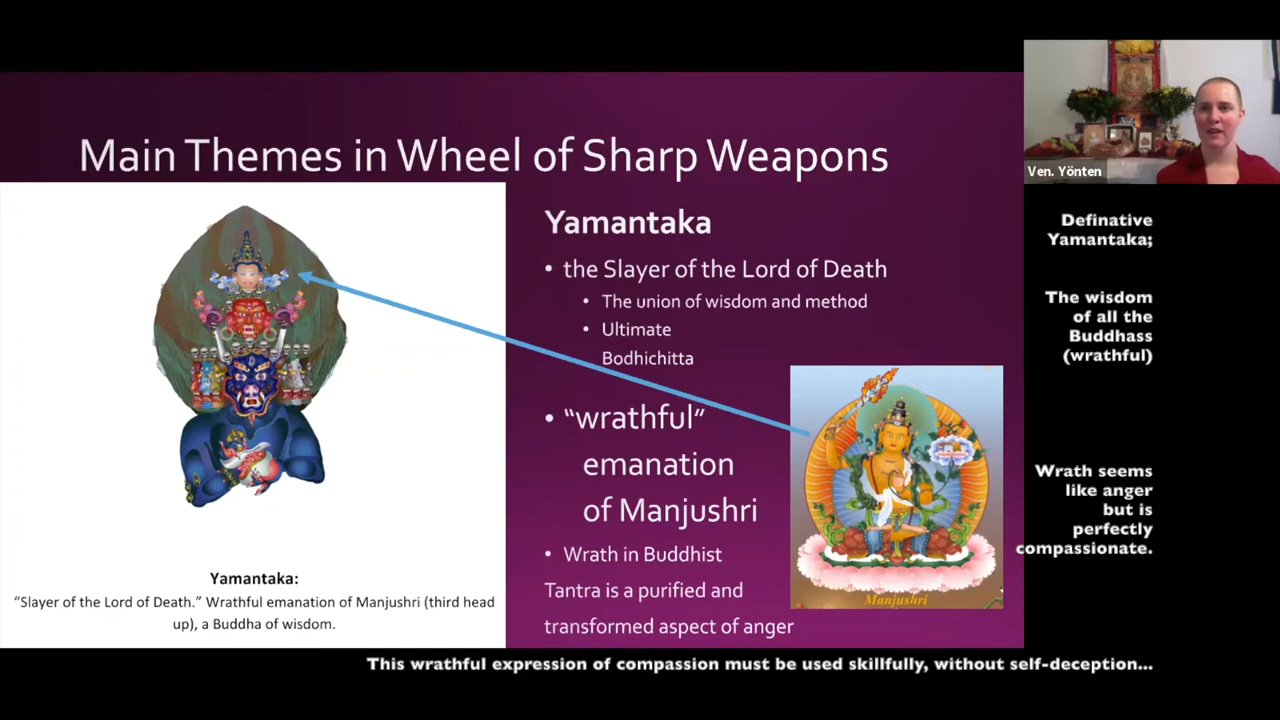 Main Themes in Wheel of Sharp Weapons
Yamantaka:
“Slayer of the Lord of Death.” Wrathful emanation of Manjushri (third head
up), a Buddha of wisdom.
Yamantaka
• the Slayer of the Lord of Death
• The union of wisdom and method
• Ultimate
Bodhichitta
• “wrathful”
emanation
of Manjushri
• Wrath in Buddhist
Tantra is a purified and
transformed aspect of anger
Manjushri
Ven. Yönten
Definative
Yamantaka;
The wisdom
of all the
Buddhass
(wrathful)
Wrath seems
like anger
but is
perfectly
compassionate.
This wrathful expression of compassion must be used skillfully, without self-deception...